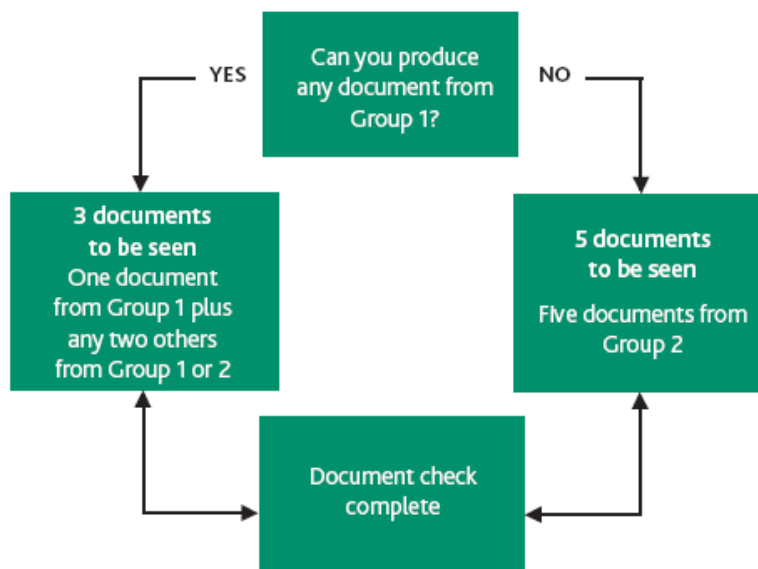 Can you produce
any document from
Group 1?
YES
NO
3 documents
to be seen
One document
from Group 1 plus
any two others
from Group 1 or 2
5 documents
to be seen
Five documents from
Group 2
Document check
complete